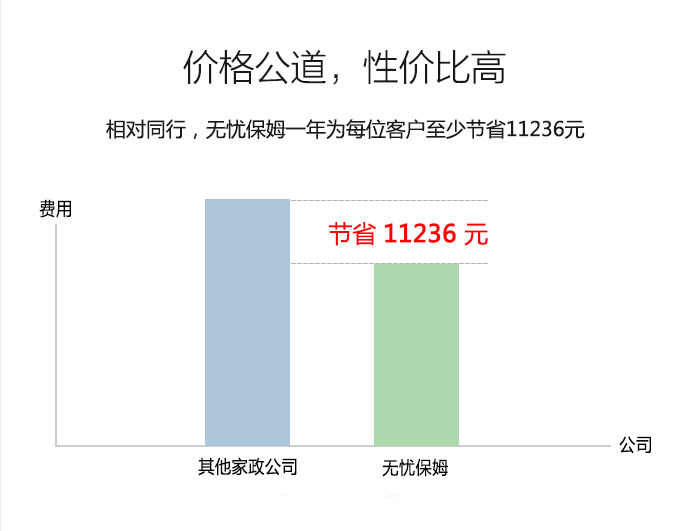 价格公道，性价比高
相对同行，无忧保姆一年为每位客户至少节省11236元
费用
节省 11236 元
公司
其他家政公司
无忧保姆